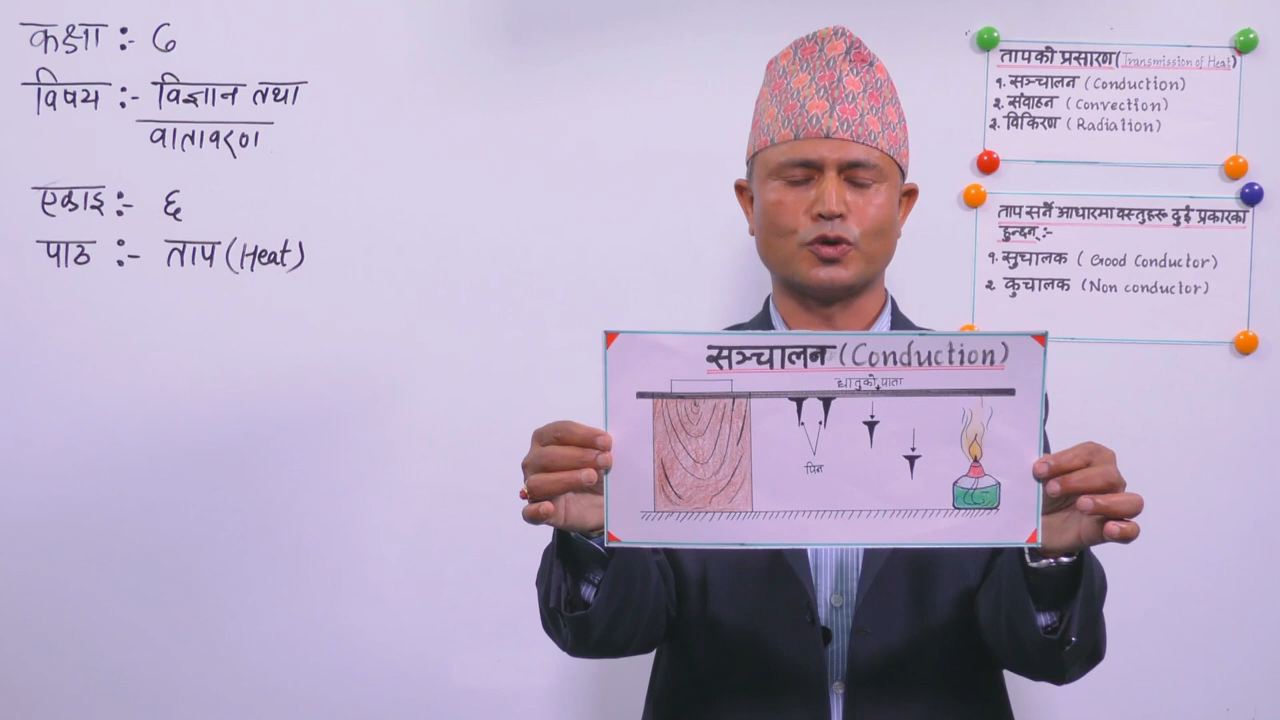 कक्षा :- ७
विषय :- विज्ञान तथा
वातावरण
एकाइ :- ६
पाठ :- ताप (Heat)
तापको प्रसारण (Transmission of Heat)
१. सञ्चालन (Conduction)
२. संवाहन (Convection)
३. विकिरण (Radiation)
ताप सर्ने आधारमा वस्तुहरू दुई प्रकारका
हुन्छन् :-
१. सुचालक ( Good Conductor)
२. कुचालक (Non conductor)
सञ्चालन (Conduction)
धातुको पाता
पिन